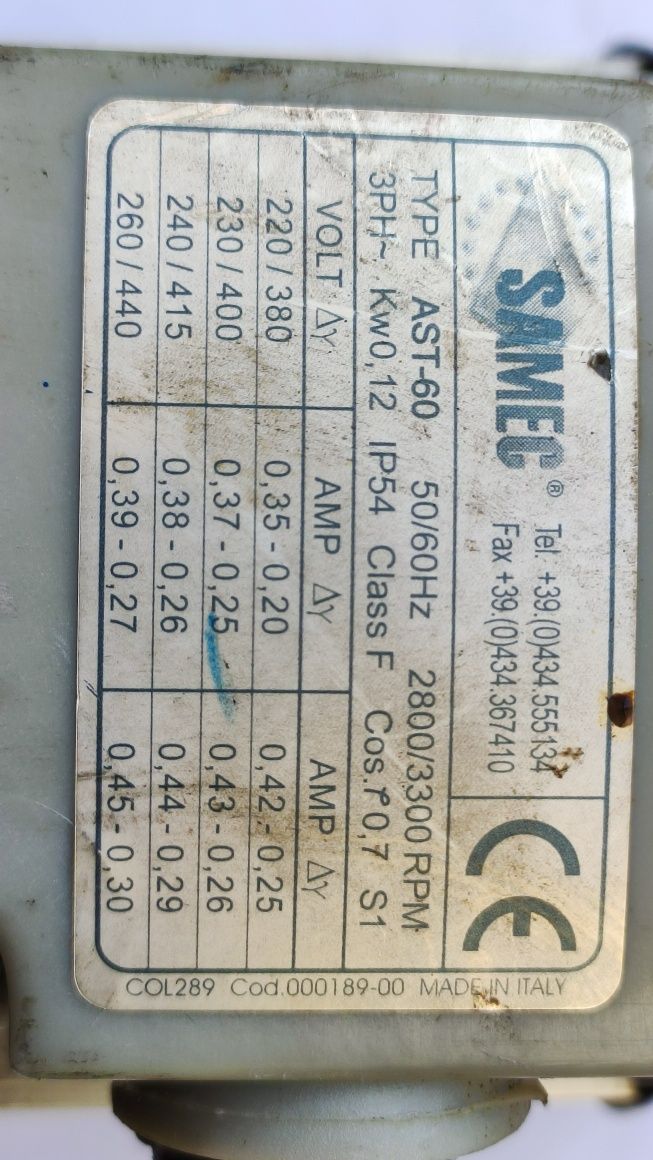 SAMEC ®
Tel. +39.(0)434.555134
Fax +39.(0)434.367410
CE
TYPE AST-60 50/60Hz 2800/3300 RPM
3PH~ Kw0,12 IP54 Class F Cos.φ 0,7 S1
VOLT ΔY AMP ΔY AMP ΔY
220/380 0,35-0,20 0,42-0,25
230/400 0,37-0,25 0,43-0,26
240/415 0,38-0,26 0,44-0,29
260/440 0,39-0,27 0,45-0,30
COL289 Cod.000189-00 MADE IN ITALY